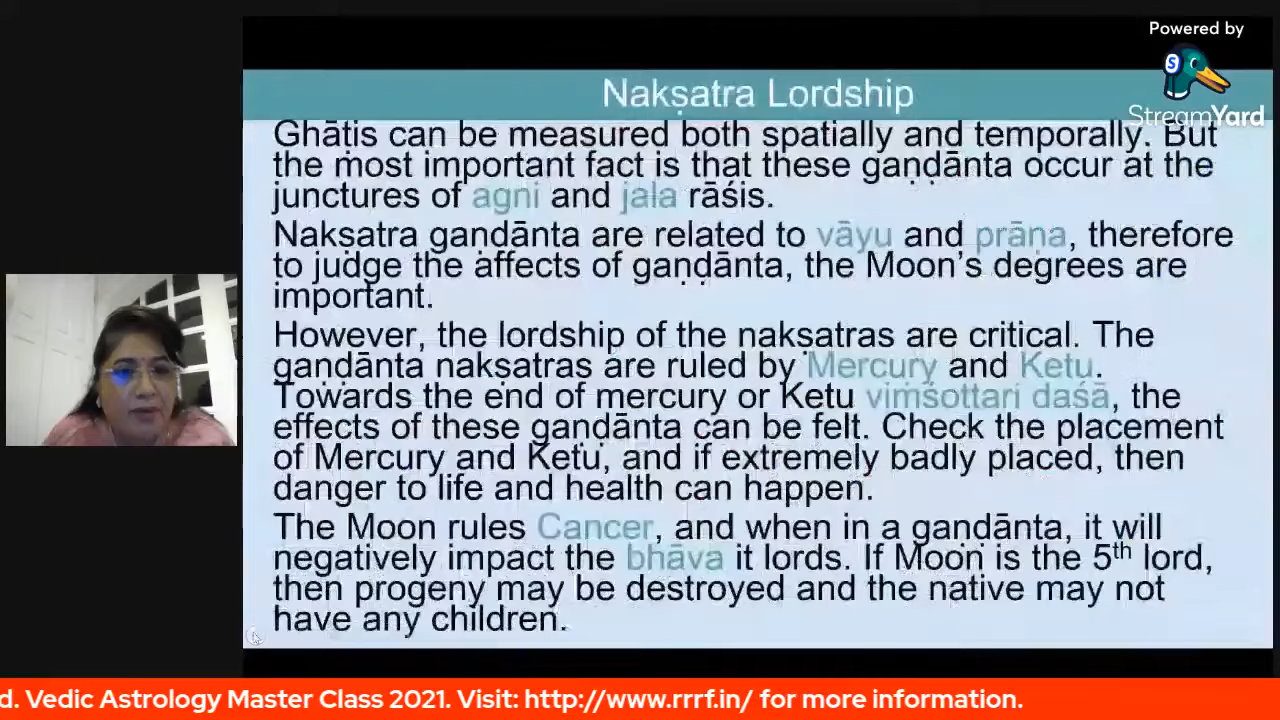 Powered by
StreamYard
Nakṣatra Lordship
Ghāṭis can be measured both spatially and temporally. But
the most important fact is that these gaṇḍānta occur at the
junctures of agni and jala rāśis.
Nakṣatra gaṇḍānta are related to vāyu and prāṇa, therefore
to judge the affects of gaṇḍānta, the Moon's degrees are
important.
However, the lordship of the nakṣatras are critical. The
gaṇḍānta nakṣatras are ruled by Mercury and Ketu.
Towards the end of mercury or Ketu viṁśottari daśā, the
effects of these gaṇḍānta can be felt. Check the placement
of Mercury and Ketu, and if extremely badly placed, then
danger to life and health can happen.
The Moon rules Cancer, and when in a gaṇḍānta, it will
negatively impact the bhāva it lords. If Moon is the 5th lord,
then progeny may be destroyed and the native may not
have any children.
d. Vedic Astrology Master Class 2021. Visit: http://www.rrrf.in/ for more information.